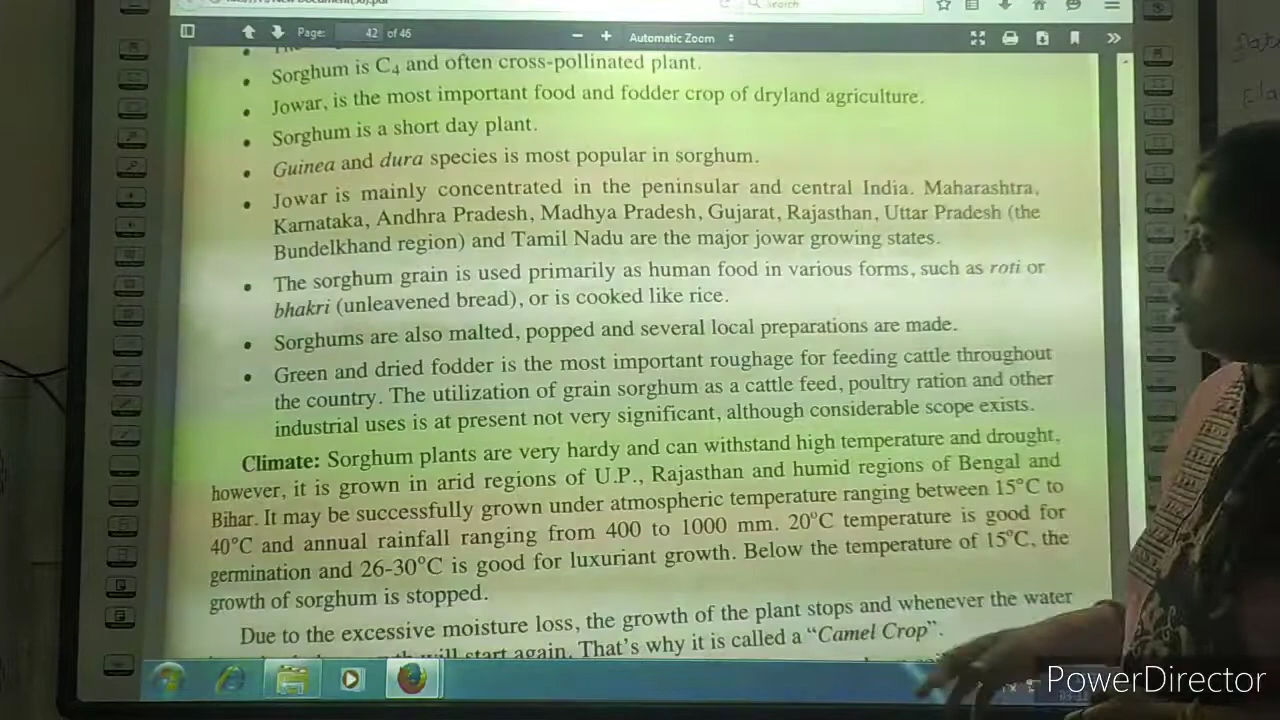 Search
Page: 42 of 46
Automatic Zoom
• Sorghum is C₄ and often cross-pollinated plant.
• Jowar, is the most important food and fodder crop of dryland agriculture.
• Sorghum is a short day plant.
• Guinea and dura species is most popular in sorghum.
• Jowar is mainly concentrated in the peninsular and central India. Maharashtra,
Karnataka, Andhra Pradesh, Madhya Pradesh, Gujarat, Rajasthan, Uttar Pradesh (the
Bundelkhand region) and Tamil Nadu are the major jowar growing states.
• The sorghum grain is used primarily as human food in various forms, such as roti or
bhakri (unleavened bread), or is cooked like rice.
• Sorghums are also malted, popped and several local preparations are made.
• Green and dried fodder is the most important roughage for feeding cattle throughout
the country. The utilization of grain sorghum as a cattle feed, poultry ration and other
industrial uses is at present not very significant, although considerable scope exists.
Climate: Sorghum plants are very hardy and can withstand high temperature and drought,
however, it is grown in arid regions of U.P., Rajasthan and humid regions of Bengal and
Bihar. It may be successfully grown under atmospheric temperature ranging between 15°C to
40°C and annual rainfall ranging from 400 to 1000 mm. 20°C temperature is good for
germination and 26-30°C is good for luxuriant growth. Below the temperature of 15°C, the
growth of sorghum is stopped.
Due to the excessive moisture loss, the growth of the plant stops and whenever the water
will start again. That's why it is called a "Camel Crop".
PowerDirector